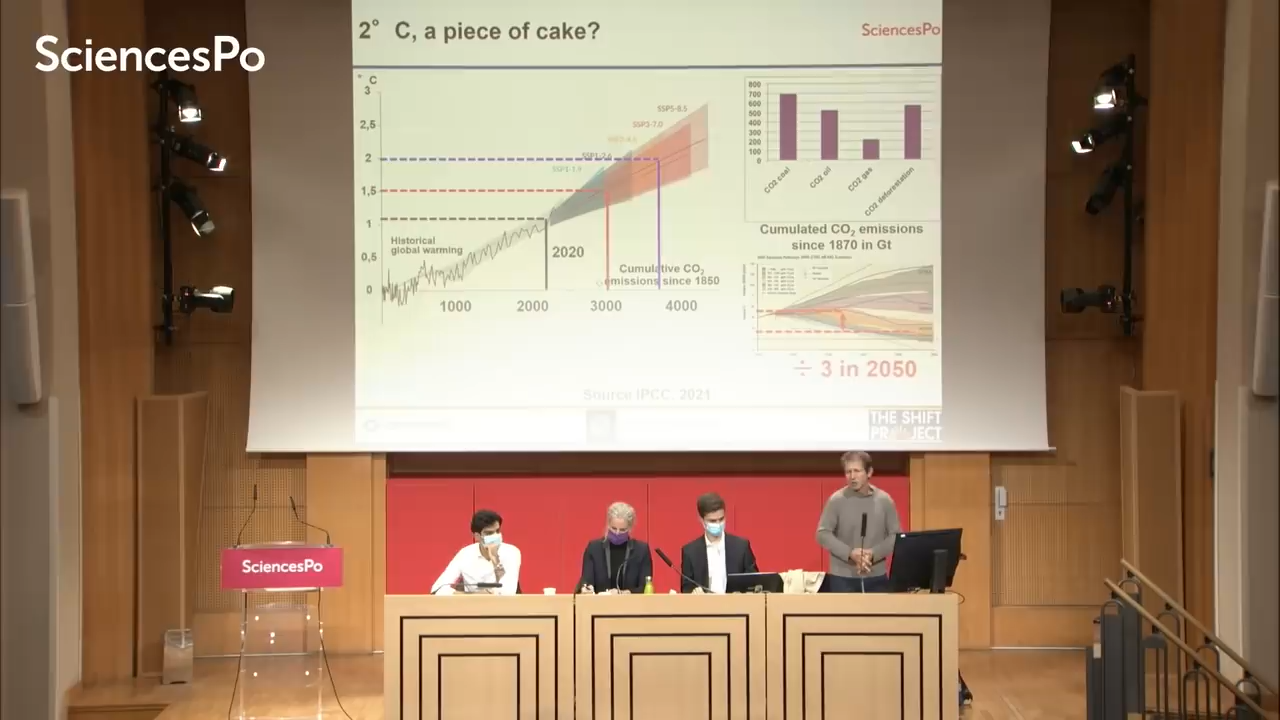 SciencesPo
2° C, a piece of cake?
SciencesPo
° C
3
2,5
2
1,5
1
0,5
0
SSP5-8.5
SSP3-7.0
SSP1-2.6
SSP1-1.9
Historical
global warming
2020
Cumulative CO2
emissions since 1850
1000 2000 3000 4000
800
700
600
500
400
300
200
100
0
CO2 coal
CO2 oil
CO2 gas
CO2 deforestation
Cumulated CO2 emissions
since 1870 in Gt
÷ 3 in 2050
Source IPCC, 2021
THE SHIFT
PROJECT
SciencesPo